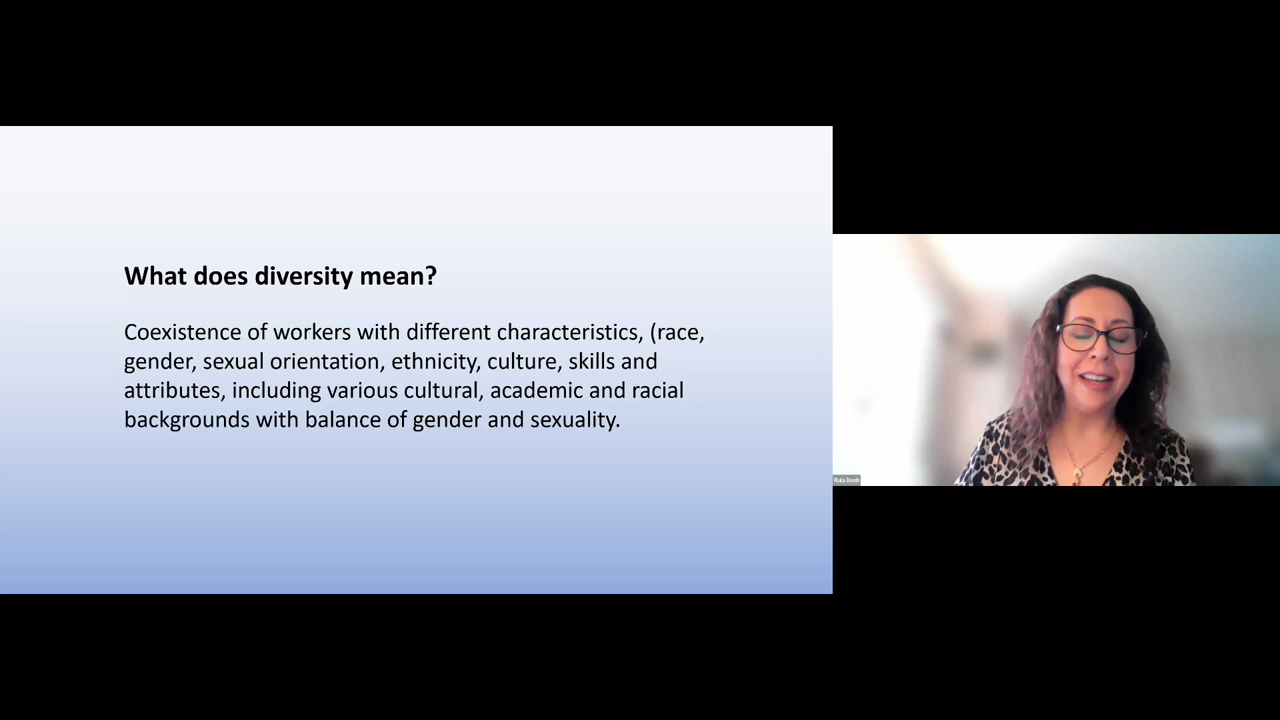 What does diversity mean?
Coexistence of workers with different characteristics, (race,
gender, sexual orientation, ethnicity, culture, skills and
attributes, including various cultural, academic and racial
backgrounds with balance of gender and sexuality.
Rula